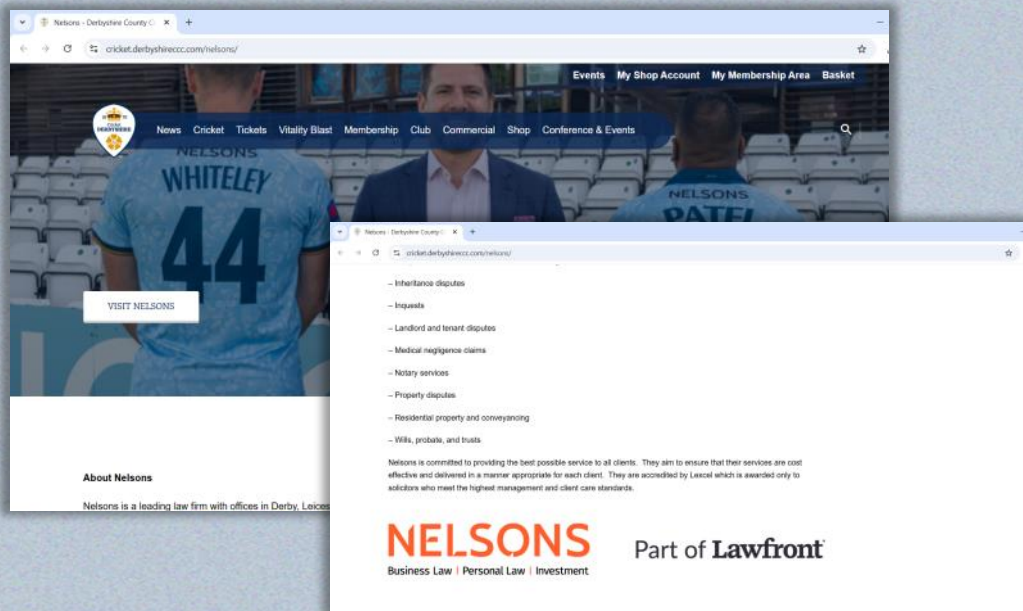 Nelsons - Derbyshire County C
cricket.derbyshireccc.com/nelsons/
Events My Shop Account My Membership Area Basket
DERBYSHIRE
News Cricket Tickets Vitality Blast Membership Club Commercial Shop Conference & Events
NELSONS
WHITELEY
44
NELSONS
PATEL
VISIT NELSONS
About Nelsons
Nelsons is a leading law firm with offices in Derby, Leices
Nelsons - Derbyshire County C
cricket.derbyshireccc.com/nelsons/
– Inheritance disputes
– Inquests
– Landlord and tenant disputes
– Medical negligence claims
– Notary services
– Property disputes
– Residential property and conveyancing
– Wills, probate, and trusts
Nelsons is committed to providing the best possible service to all clients. They aim to ensure that their services are cost
effective and delivered in a manner appropriate for each client. They are accredited by Lexcel which is awarded only to
solicitors who meet the highest management and client care standards.
NELSONS
Business Law | Personal Law | Investment
Part of Lawfront